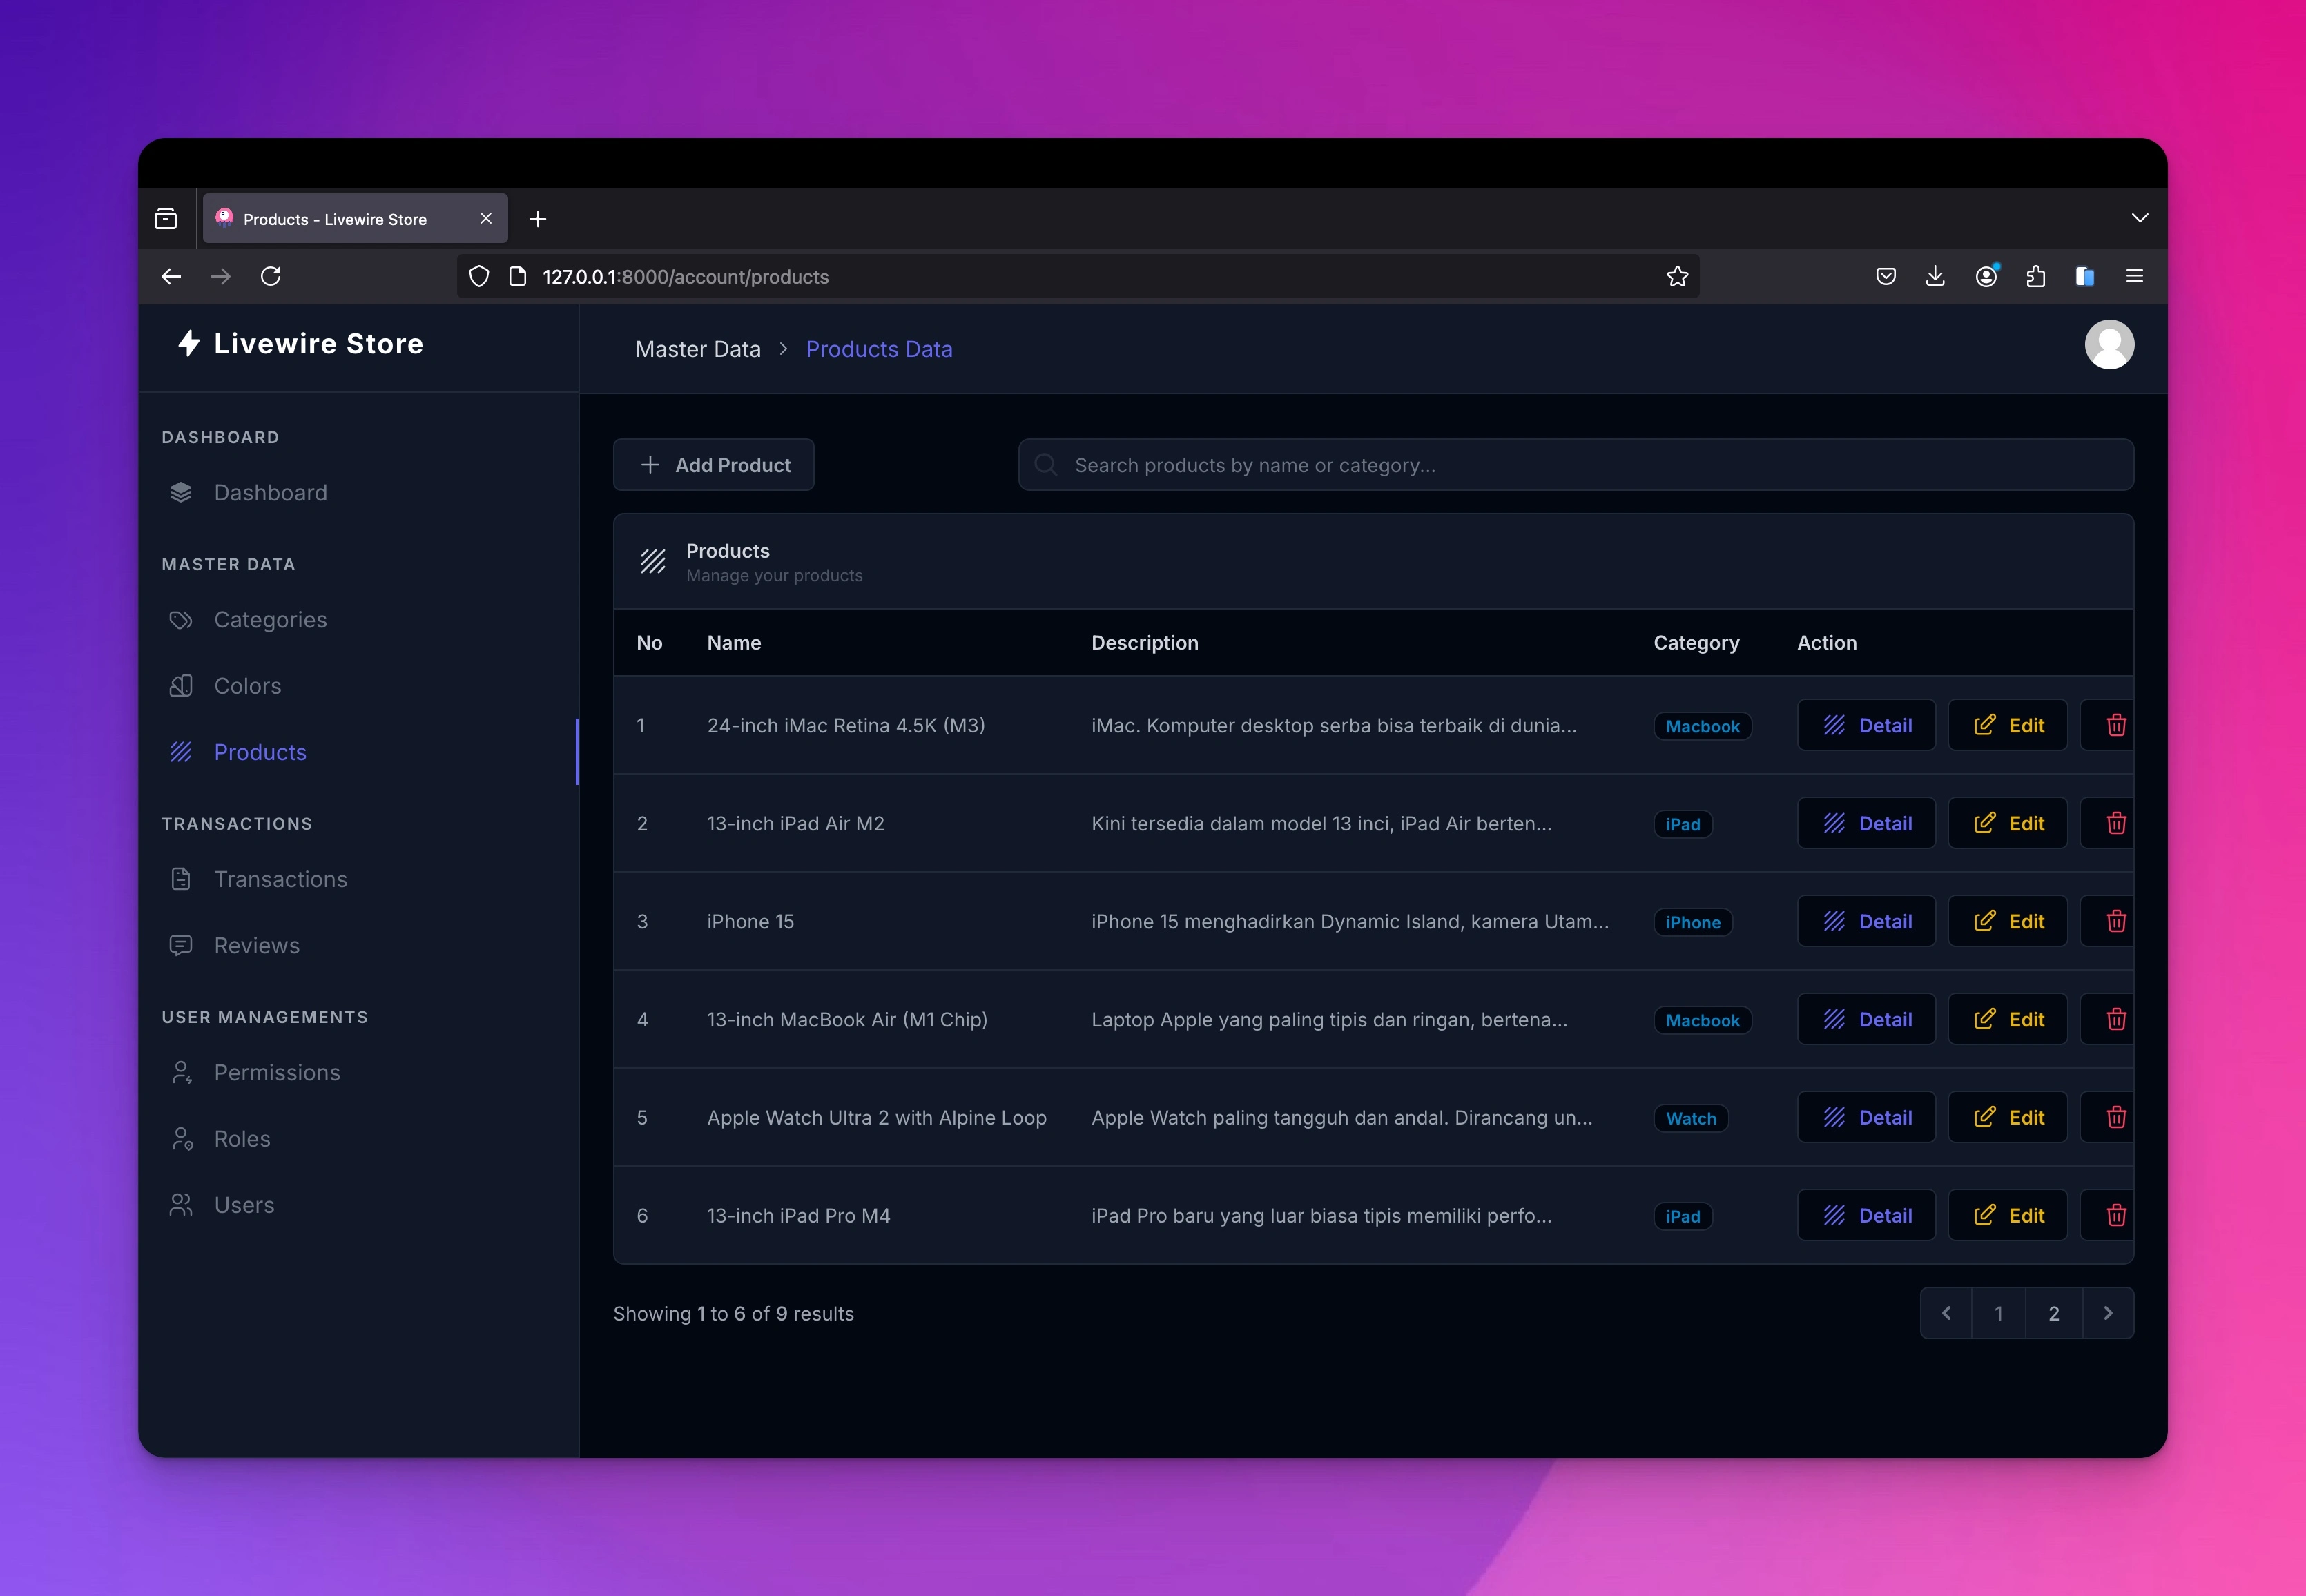 Products - Livewire Store
127.0.0.1:8000/account/products
Livewire Store
Master Data > Products Data
DASHBOARD
Dashboard
MASTER DATA
Categories
Colors
Products
TRANSACTIONS
Transactions
Reviews
USER MANAGEMENTS
Permissions
Roles
Users
Add Product
Search products by name or category...
Products
Manage your products
No Name Description Category Action
1 24-inch iMac Retina 4.5K (M3) iMac. Komputer desktop serba bisa terbaik di dunia... Macbook Detail Edit
2 13-inch iPad Air M2 Kini tersedia dalam model 13 inci, iPad Air berten... iPad Detail Edit
3 iPhone 15 iPhone 15 menghadirkan Dynamic Island, kamera Utam... iPhone Detail Edit
4 13-inch MacBook Air (M1 Chip) Laptop Apple yang paling tipis dan ringan, bertena... Macbook Detail Edit
5 Apple Watch Ultra 2 with Alpine Loop Apple Watch paling tangguh dan andal. Dirancang un... Watch Detail Edit
6 13-inch iPad Pro M4 iPad Pro baru yang luar biasa tipis memiliki perfo... iPad Detail Edit
Showing 1 to 6 of 9 results
1 2